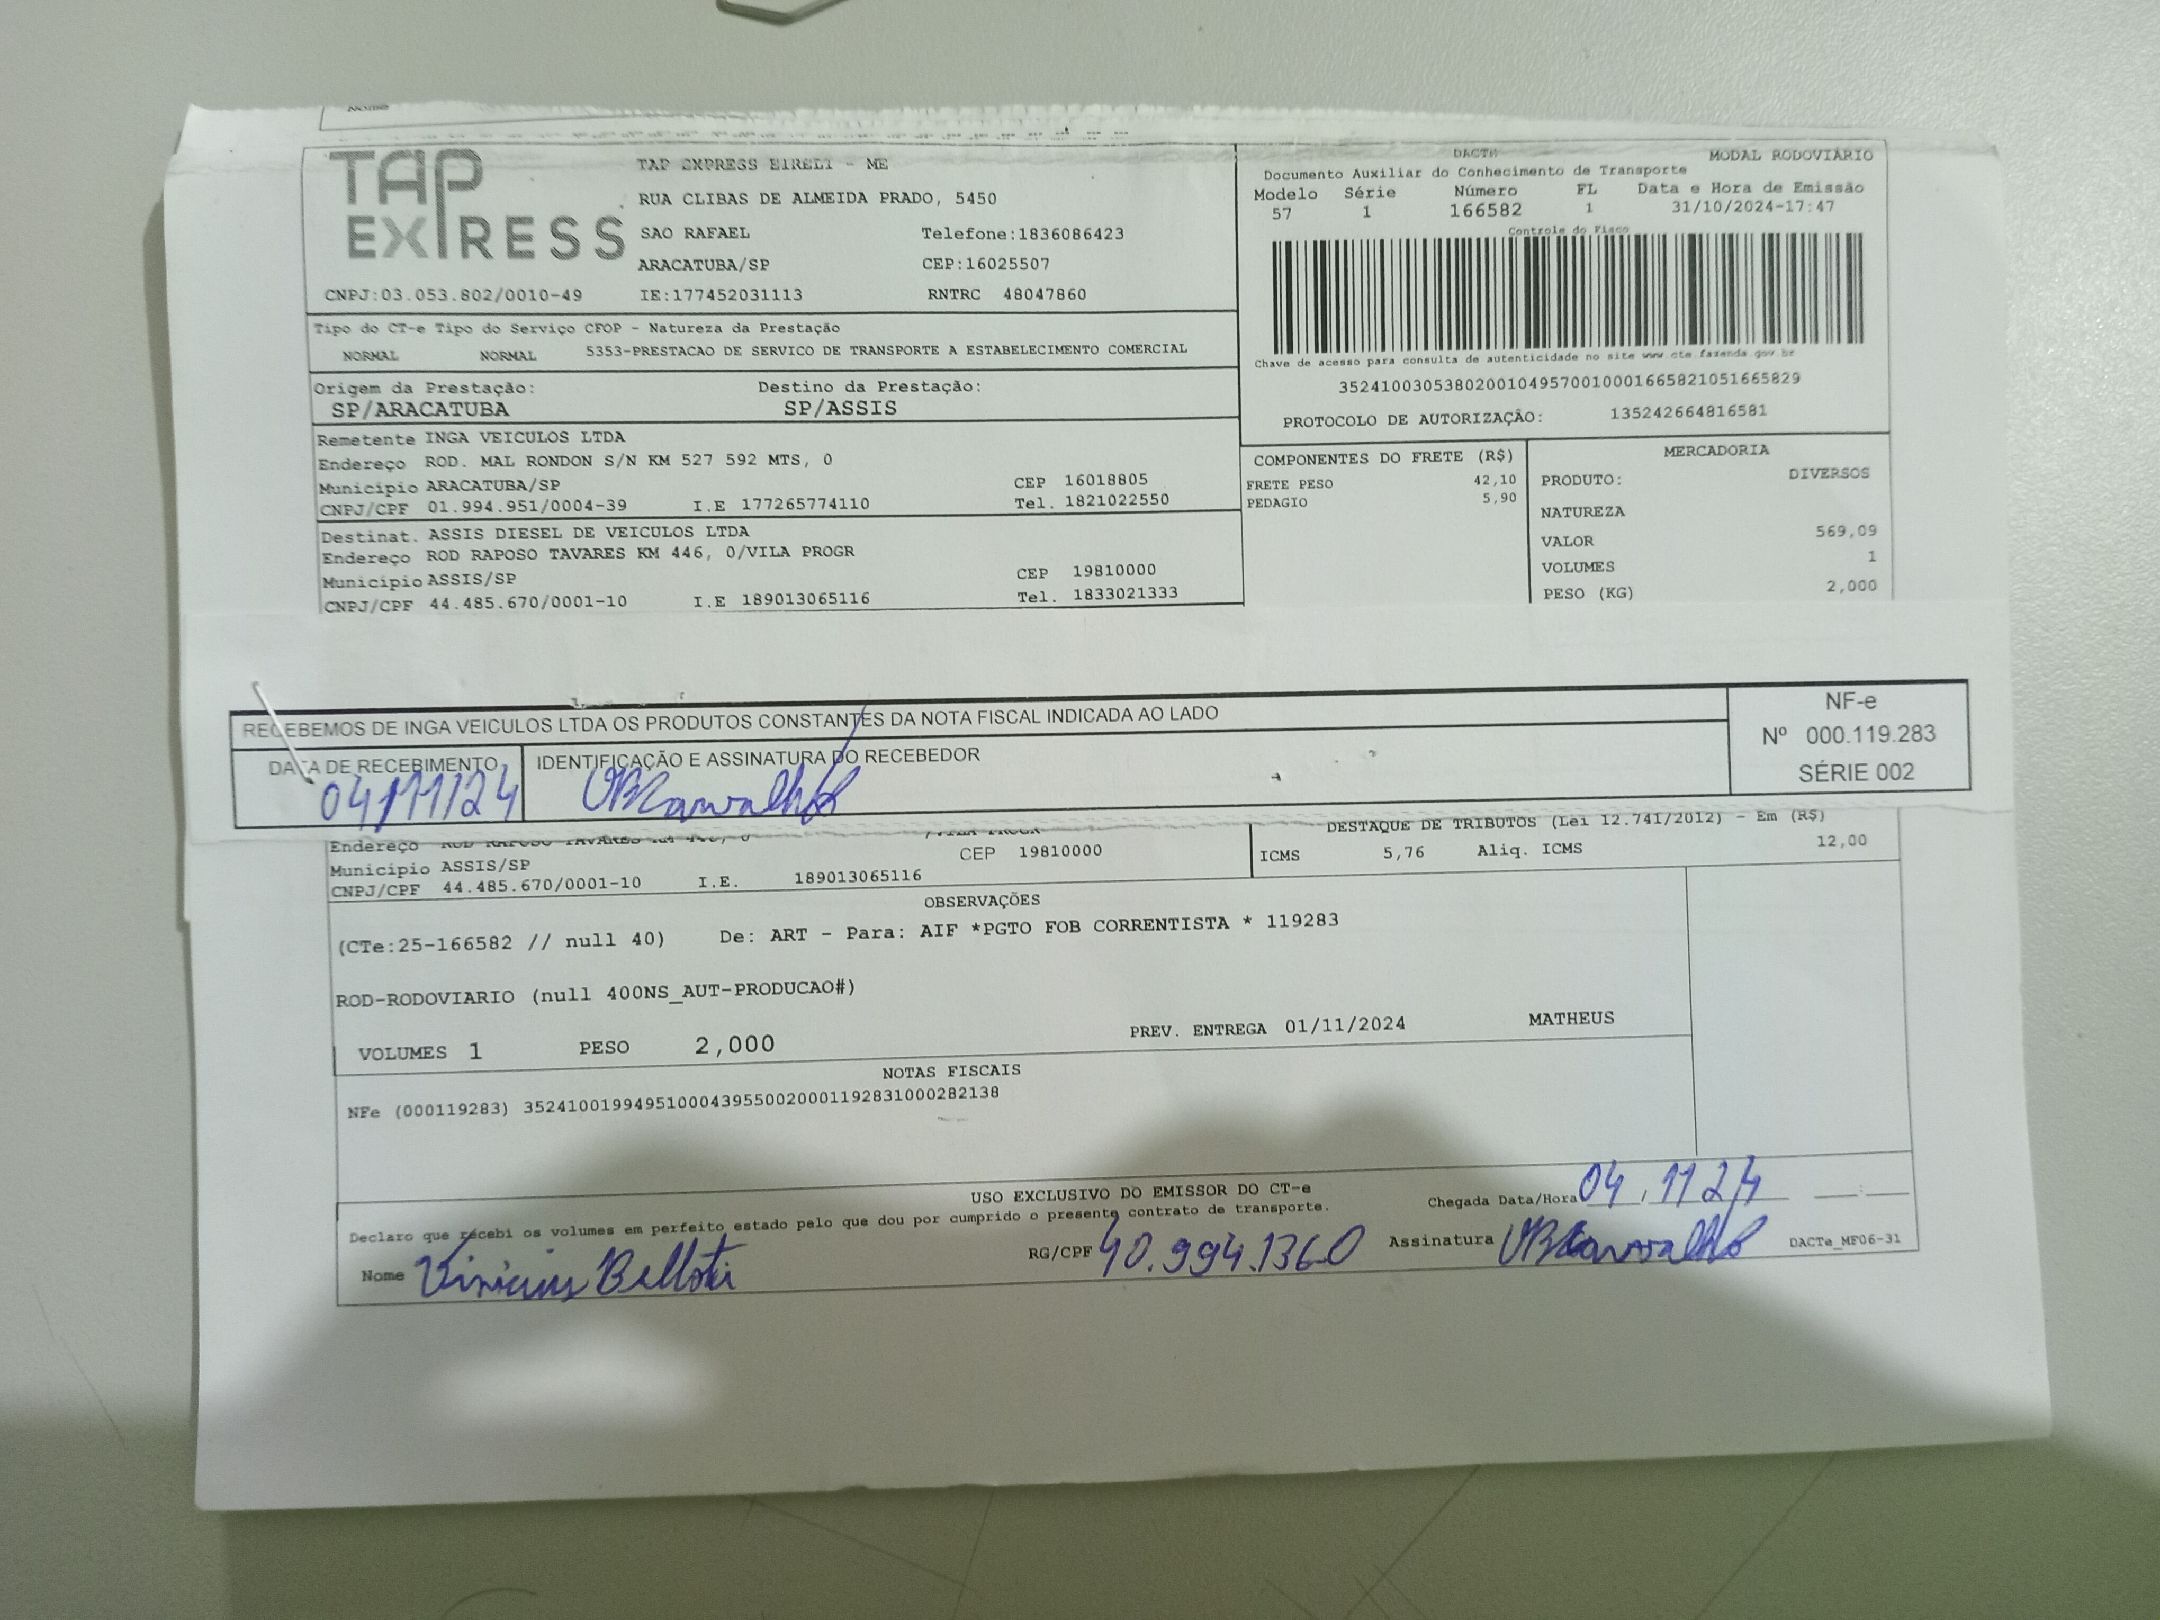 Nome
TAP EXPRESS
TAP EXPRESS EIRELI - ME
RUA CLIBAS DE ALMEIDA PRADO, 5450
SAO RAFAEL Telefone:1836086423
ARACATUBA/SP CEP:16025507
CNPJ:03.053.802/0010-49 IE:177452031113 RNTRC 48047860
DACTE MODAL RODOVIÁRIO
Documento Auxiliar do Conhecimento de Transporte
Modelo Série Número FL Data e Hora de Emissão
57 1 166582 1 31/10/2024-17:47
Controle do Fisco
Chave de acesso para consulta de autenticidade no site www.cte.fazenda.gov.br
35241003053802001049570010001665821051665829
PROTOCOLO DE AUTORIZAÇÃO: 135242664816581
Tipo do CT-e Tipo do Serviço CFOP - Natureza da Prestação
NORMAL NORMAL 5353-PRESTACAO DE SERVICO DE TRANSPORTE A ESTABELECIMENTO COMERCIAL
Origem da Prestação: Destino da Prestação:
SP/ARACATUBA SP/ASSIS
Remetente INGA VEICULOS LTDA
Endereço ROD. MAL RONDON S/N KM 527 592 MTS, 0
Município ARACATUBA/SP CEP 16018805
CNPJ/CPF 01.994.951/0004-39 I.E 177265774110 Tel. 1821022550
Destinat. ASSIS DIESEL DE VEICULOS LTDA
Endereço ROD RAPOSO TAVARES KM 446, 0/VILA PROGR
Município ASSIS/SP CEP 19810000
CNPJ/CPF 44.485.670/0001-10 I.E 189013065116 Tel. 1833021333
COMPONENTES DO FRETE (R$)
FRETE PESO 42,10
PEDAGIO 5,90
MERCADORIA
PRODUTO: DIVERSOS
NATUREZA
VALOR 569,09
VOLUMES 1
PESO (KG) 2,000
RECEBEMOS DE INGA VEICULOS LTDA OS PRODUTOS CONSTANTES DA NOTA FISCAL INDICADA AO LADO
DATA DE RECEBIMENTO IDENTIFICAÇÃO E ASSINATURA DO RECEBEDOR
04/11/24 VBCarvalho
NF-e
Nº 000.119.283
SÉRIE 002
Endereço ROD RAPOSO TAVARES KM 446, 0 /VILA PROGR
Município ASSIS/SP CEP 19810000
CNPJ/CPF 44.485.670/0001-10 I.E. 189013065116
DESTAQUE DE TRIBUTOS (Lei 12.741/2012) - Em (R$)
ICMS 5,76 Aliq. ICMS 12,00
OBSERVAÇÕES
(CTe:25-166582 // null 40) De: ART - Para: AIF *PGTO FOB CORRENTISTA * 119283
ROD-RODOVIARIO (null 400NS_AUT-PRODUCAO#)
VOLUMES 1 PESO 2,000 PREV. ENTREGA 01/11/2024 MATHEUS
NOTAS FISCAIS
NFe (000119283) 35241001994951000439550020001192831000282138
USO EXCLUSIVO DO EMISSOR DO CT-e
Declaro que recebi os volumes em perfeito estado pelo que dou por cumprido o presente contrato de transporte.
Chegada Data/Hora 04/11 24
Nome Vinicius Belloti RG/CPF 40.994.1360 Assinatura VBCarvalho DACTe_MF06-31